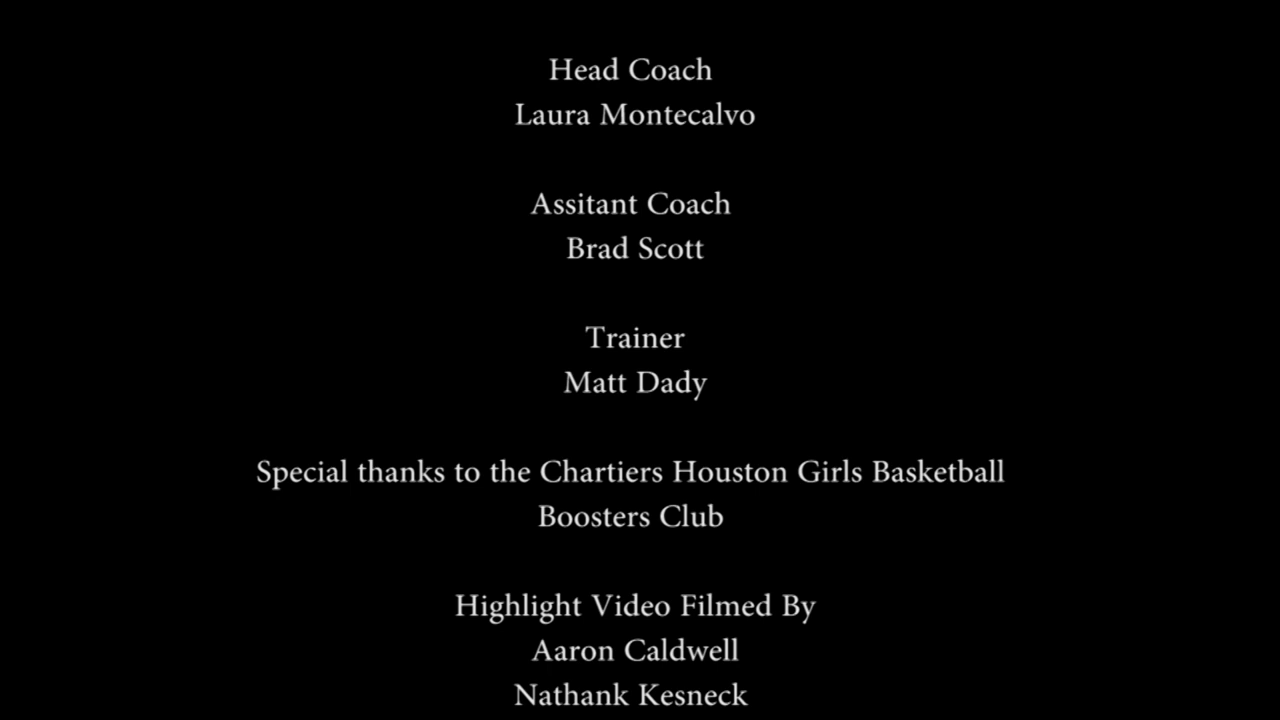 Head Coach
Laura Montecalvo
Assitant Coach
Brad Scott
Trainer
Matt Dady
Special thanks to the Chartiers Houston Girls Basketball
Boosters Club
Highlight Video Filmed By
Aaron Caldwell
Nathank Kesneck